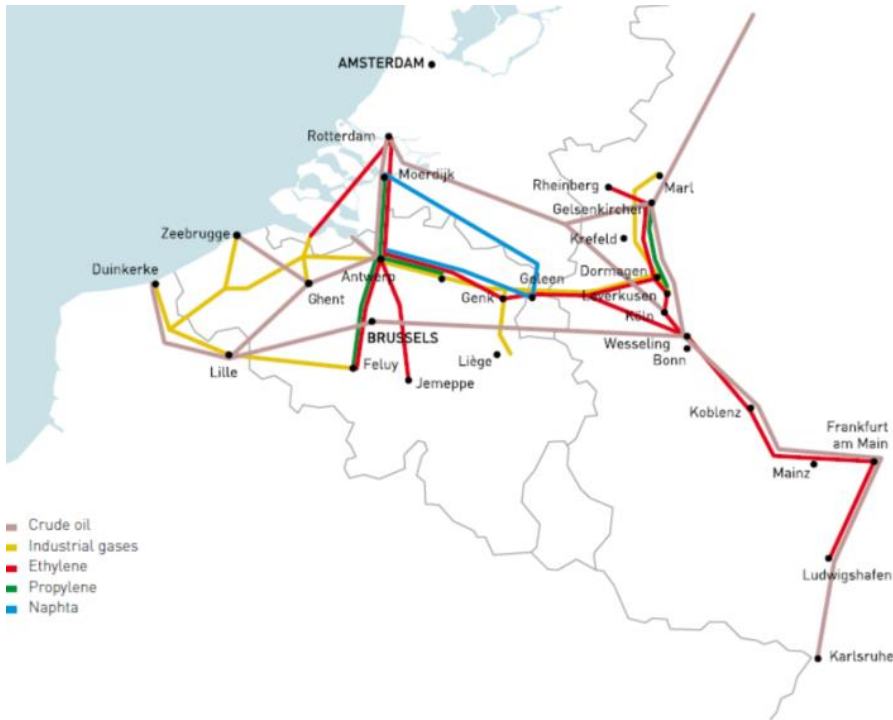 AMSTERDAM
Rotterdam
Moerdijk
Rheinberg
Marl
Gelsenkirchen
Zeebrugge
Krefeld
Duinkerke
Antwerp
Geleen
Dormagen
Ghent
Genk
Leverkusen
Köln
BRUSSELS
Wesseling
Lille
Feluy
Liège
Bonn
Jemeppe
Koblenz
Frankfurt
am Main
Mainz
Crude oil
Industrial gases
Ethylene
Propylene
Naphta
Ludwigshafen
Karlsruhe